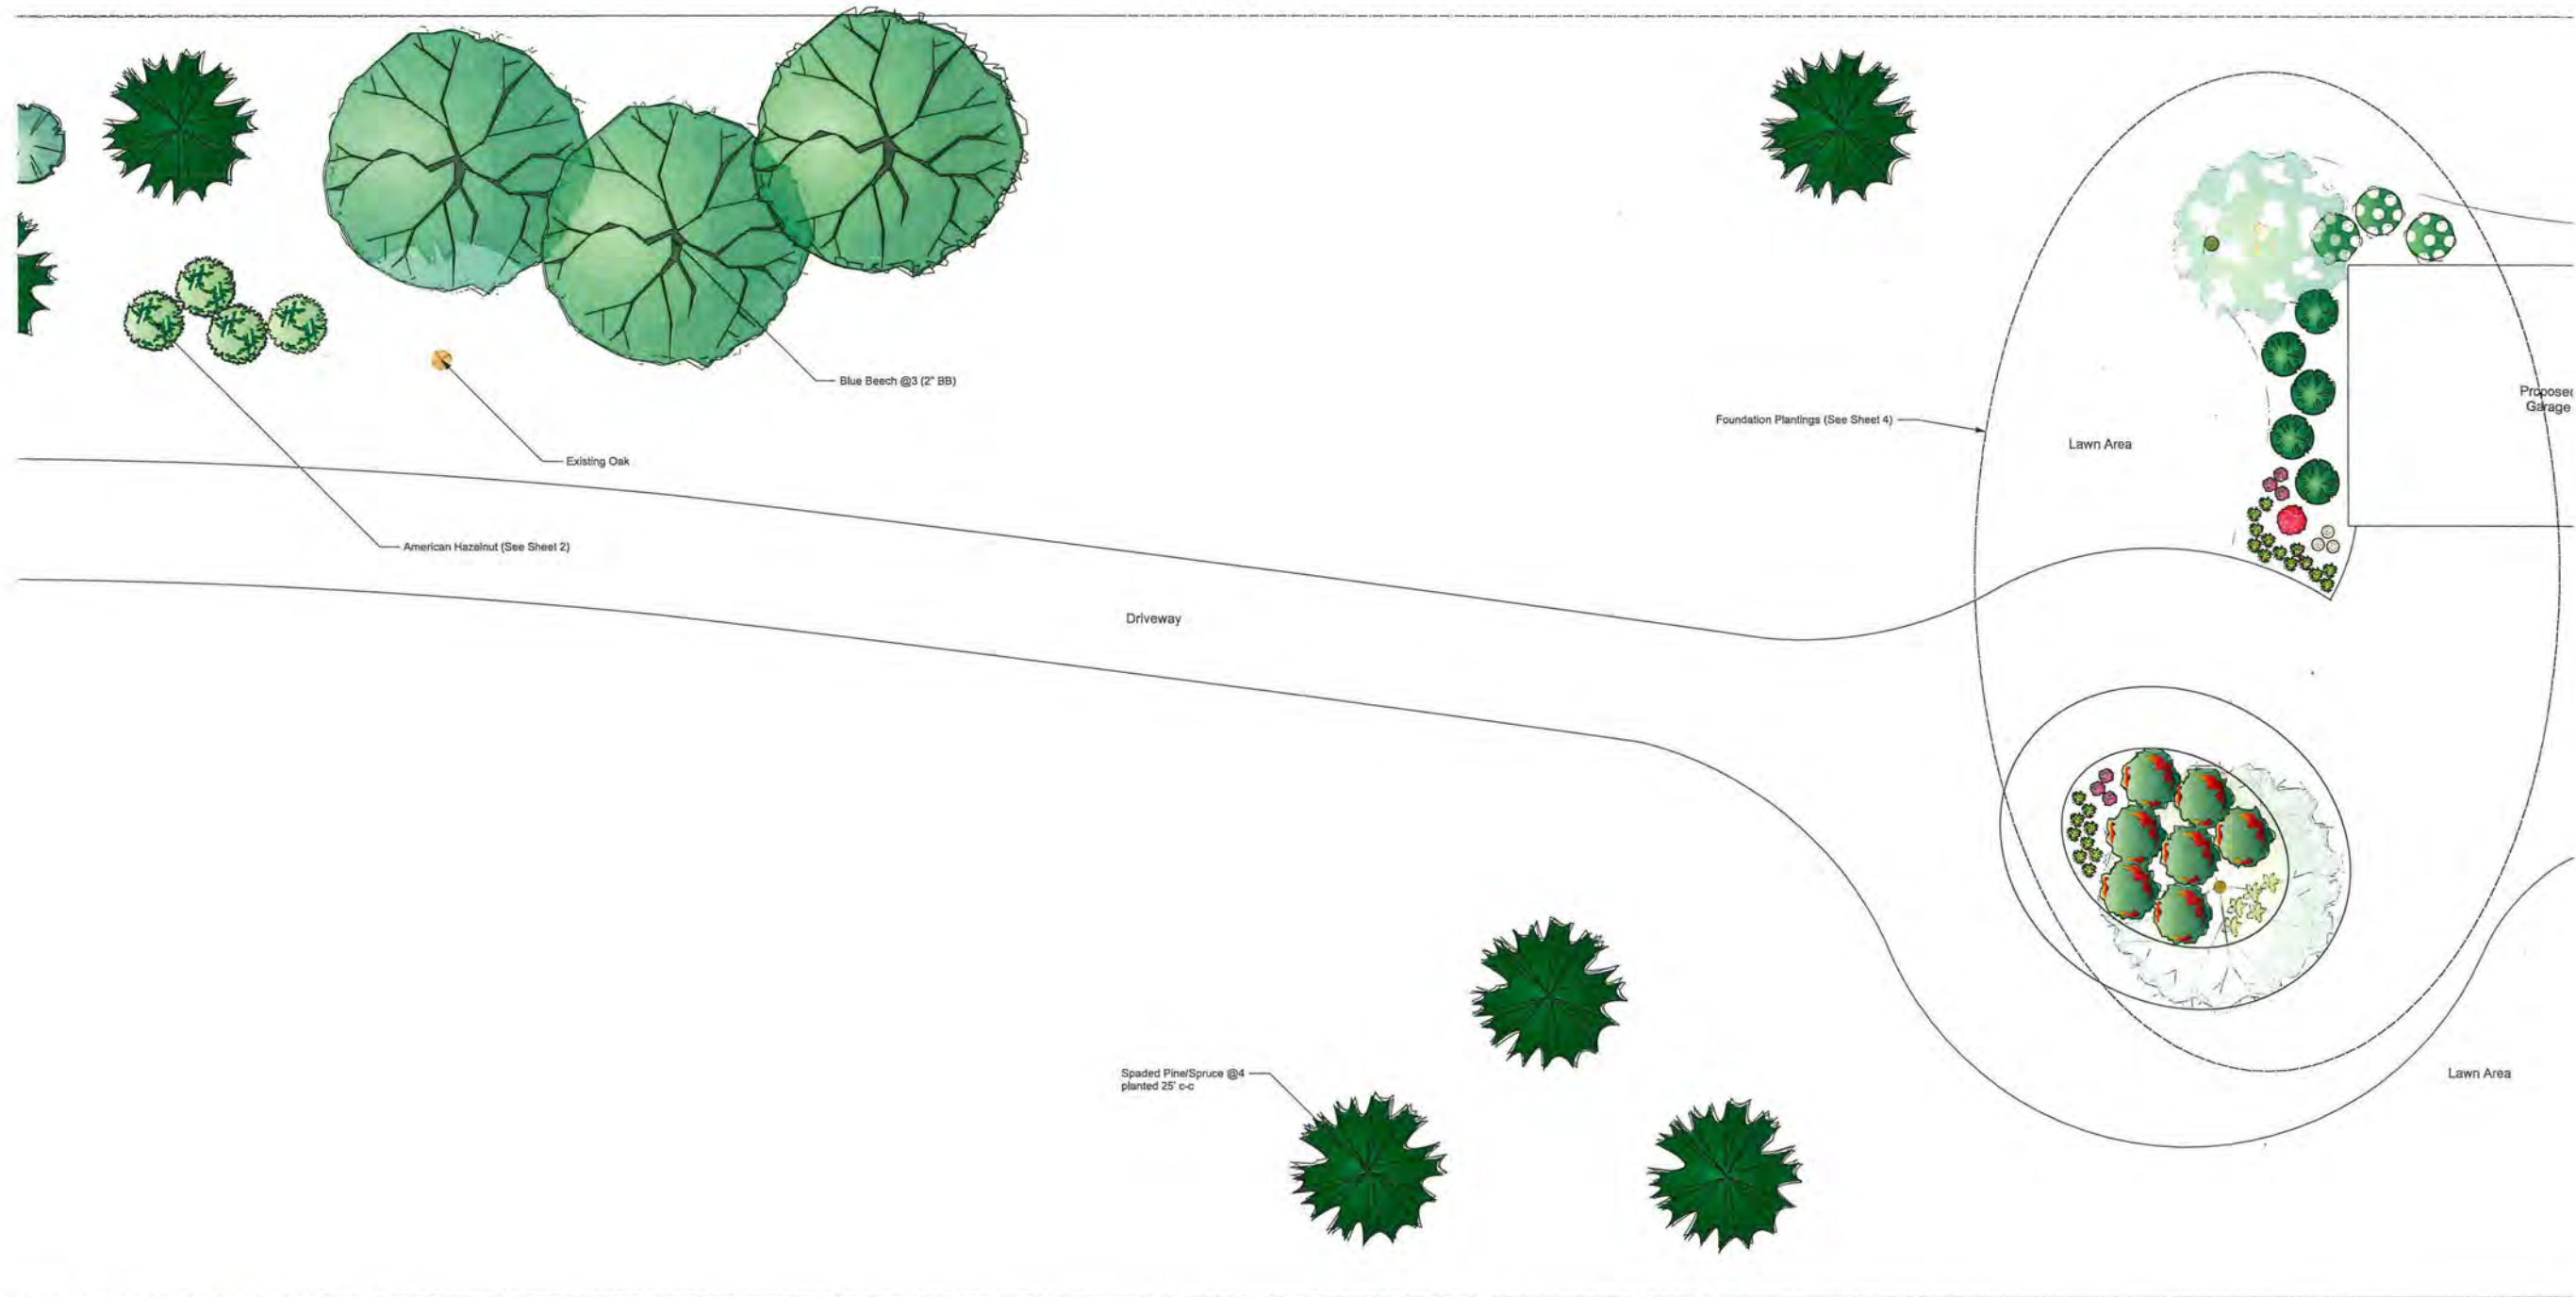 Blue Beech @3 (2" BB)
Existing Oak
American Hazelnut (See Sheet 2)
Foundation Plantings (See Sheet 4)
Lawn Area
Garage
Driveway
Spaded Pine/Spruce @4
planted 25' c-c
Lawn Area